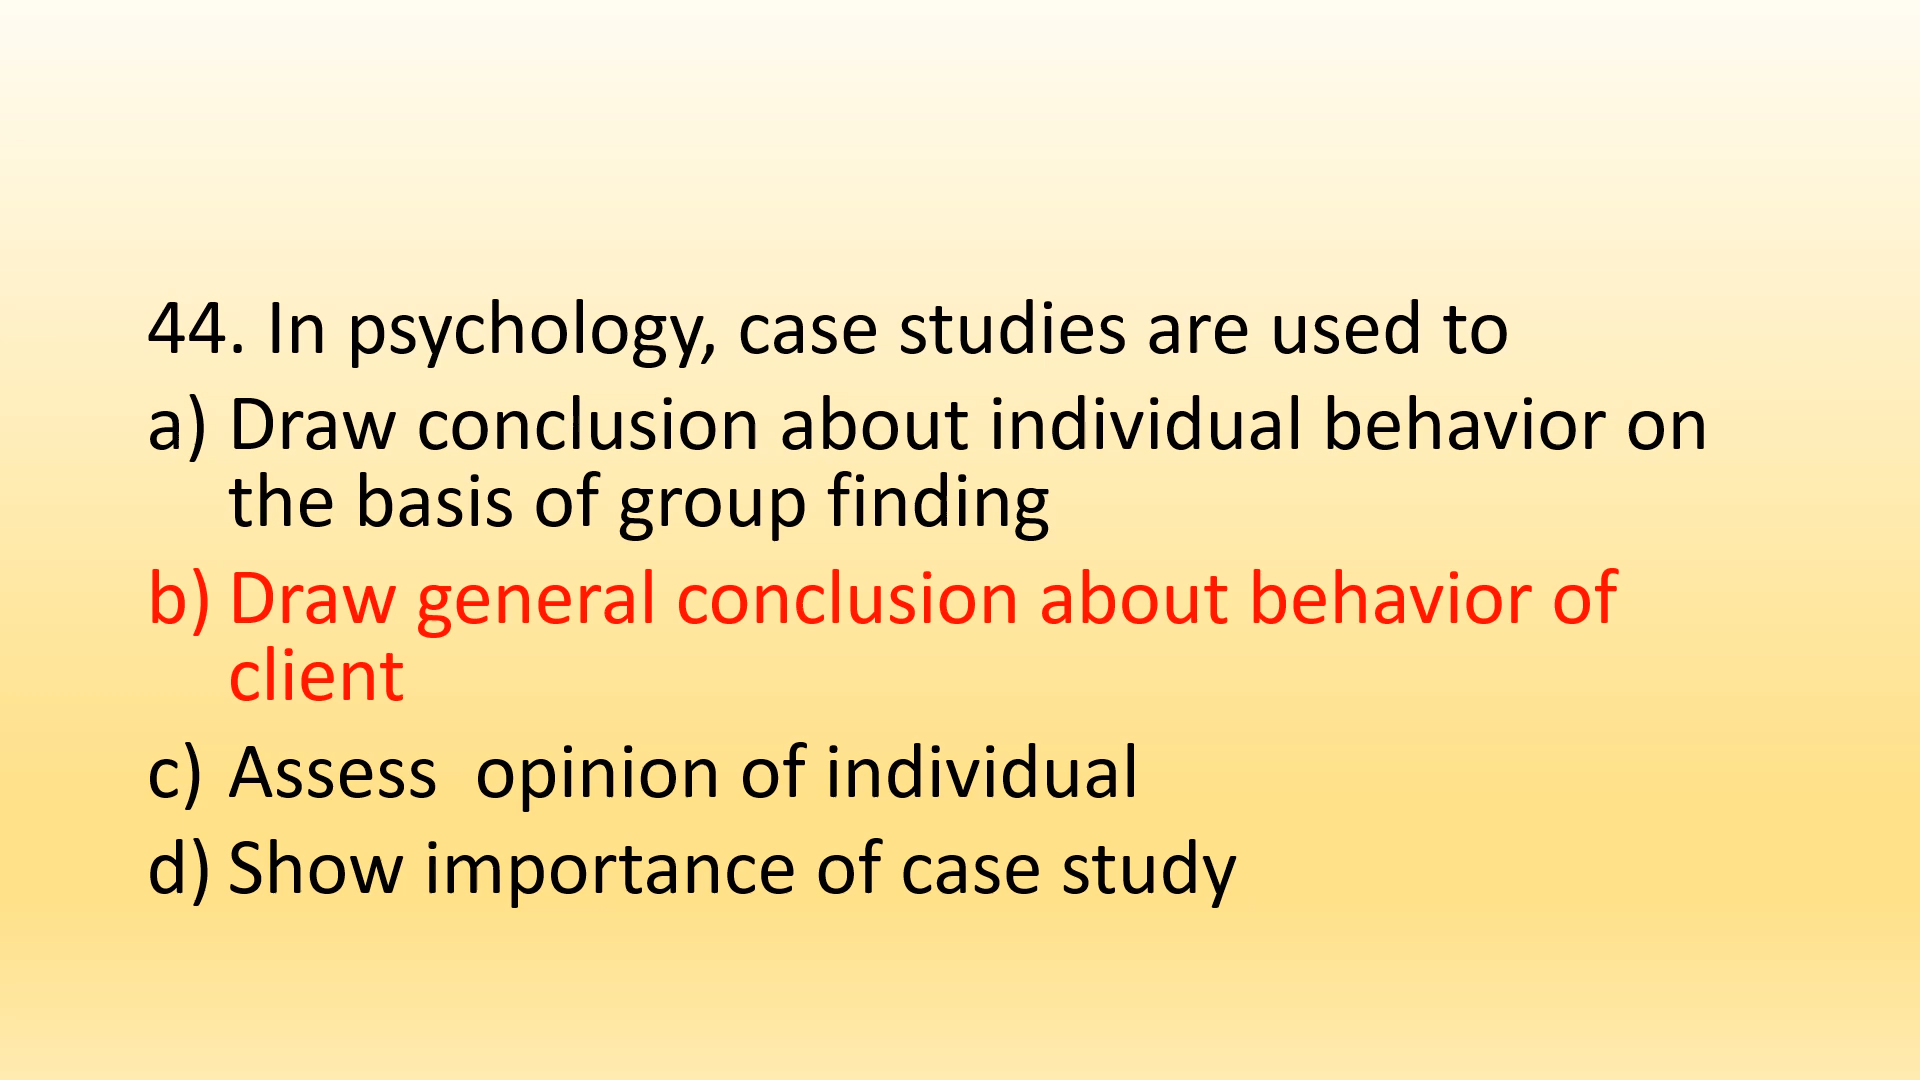 44. In psychology, case studies are used to
a) Draw conclusion about individual behavior on
the basis of group finding
b) Draw general conclusion about behavior of
client
c) Assess  opinion of individual
d) Show importance of case study